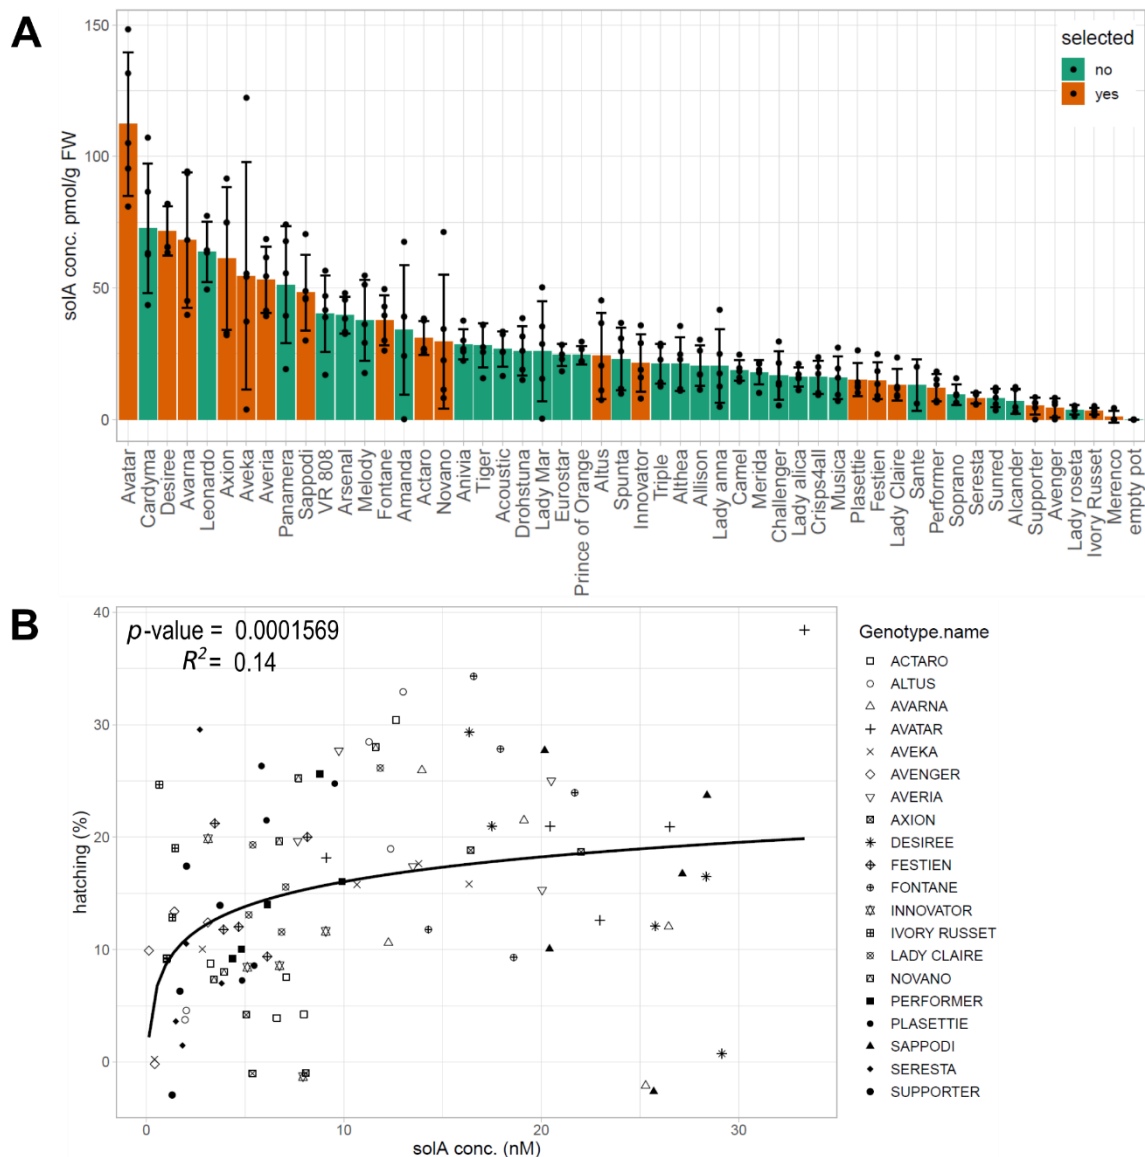 A
150
100
50
0
solA conc. pmol/g FW
selected
no
yes
Avatar
Cardyma
Desiree
Avarna
Leonardo
Axion
Aveka
Averia
Panamera
Sappodi
VR 808
Arsenal
Melody
Fontane
Amanda
Actaro
Novano
Anivia
Tiger
Acoustic
Drohstuna
Lady Mar
Eurostar
Prince of Orange
Altus
Spunta
Innovator
Triple
Althea
Allison
Lady anna
Camel
Merida
Challenger
Lady alica
Crisps4all
Musica
Plasettie
Festien
Lady Claire
Sante
Performer
Soprano
Seresta
Sunred
Alcander
Supporter
Avenger
Lady roseta
Ivory Russet
Merenco
empty pot
B
p-value = 0.0001569
R² = 0.14
40
30
20
10
0
hatching (%)
0 10 20 30
solA conc. (nM)
Genotype.name
ACTARO
ALTUS
AVARNA
AVATAR
AVEKA
AVENGER
AVERIA
AXION
DESIREE
FESTIEN
FONTANE
INNOVATOR
IVORY RUSSET
LADY CLAIRE
NOVANO
PERFORMER
PLASETTIE
SAPPODI
SERESTA
SUPPORTER